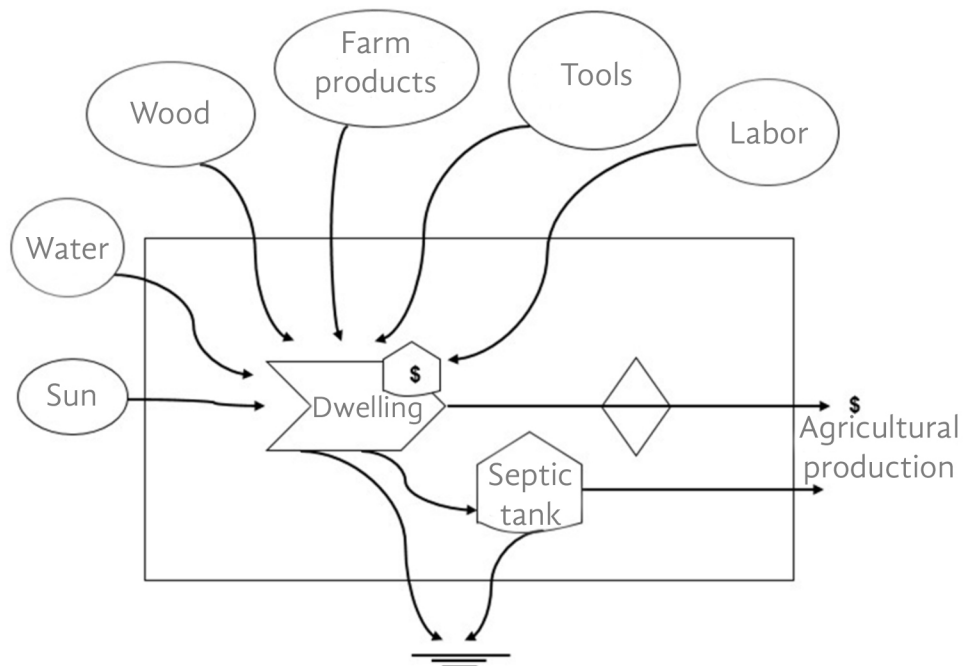 Farm
products
Tools
Wood
Labor
Water
Sun
$
Dwelling
$
Agricultural
production
Septic
tank